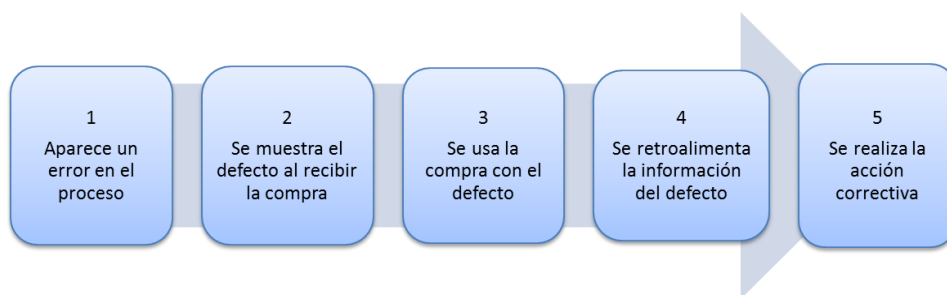 1
Aparece un
error en el
proceso
2
Se muestra el
defecto al recibir
la compra
3
Se usa la
compra con el
defecto
4
Se retroalimenta
la información
del defecto
5
Se realiza la
acción
correctiva